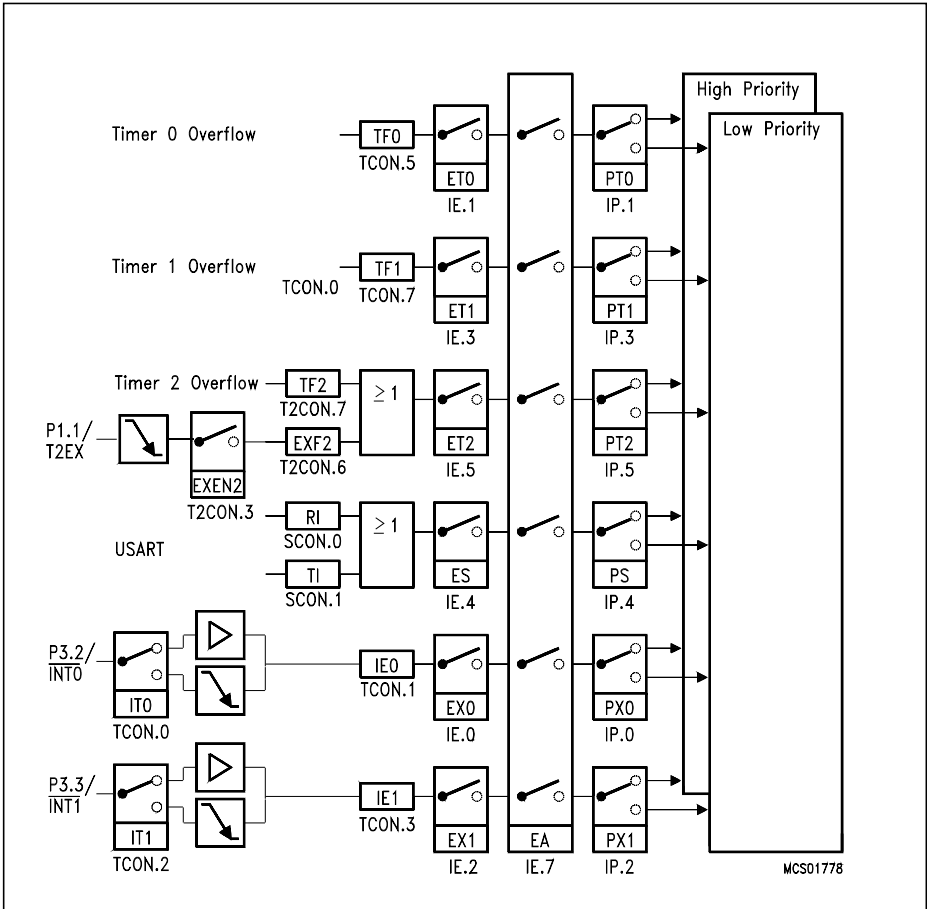 High Priority
Low Priority
Timer 0 Overflow
TF0
TCON.5
ET0
IE.1
PT0
IP.1
Timer 1 Overflow
TCON.0
TF1
TCON.7
ET1
IE.3
PT1
IP.3
Timer 2 Overflow
TF2
T2CON.7
≥1
P1.1/
T2EX
EXEN2
T2CON.3
EXF2
T2CON.6
ET2
IE.5
PT2
IP.5
USART
RI
SCON.0
≥1
TI
SCON.1
ES
IE.4
PS
IP.4
P3.2/
INT0
IT0
TCON.0
IE0
TCON.1
EX0
IE.0
PX0
IP.0
P3.3/
INT1
IT1
TCON.2
IE1
TCON.3
EX1
IE.2
EA
IE.7
PX1
IP.2
MCS01778